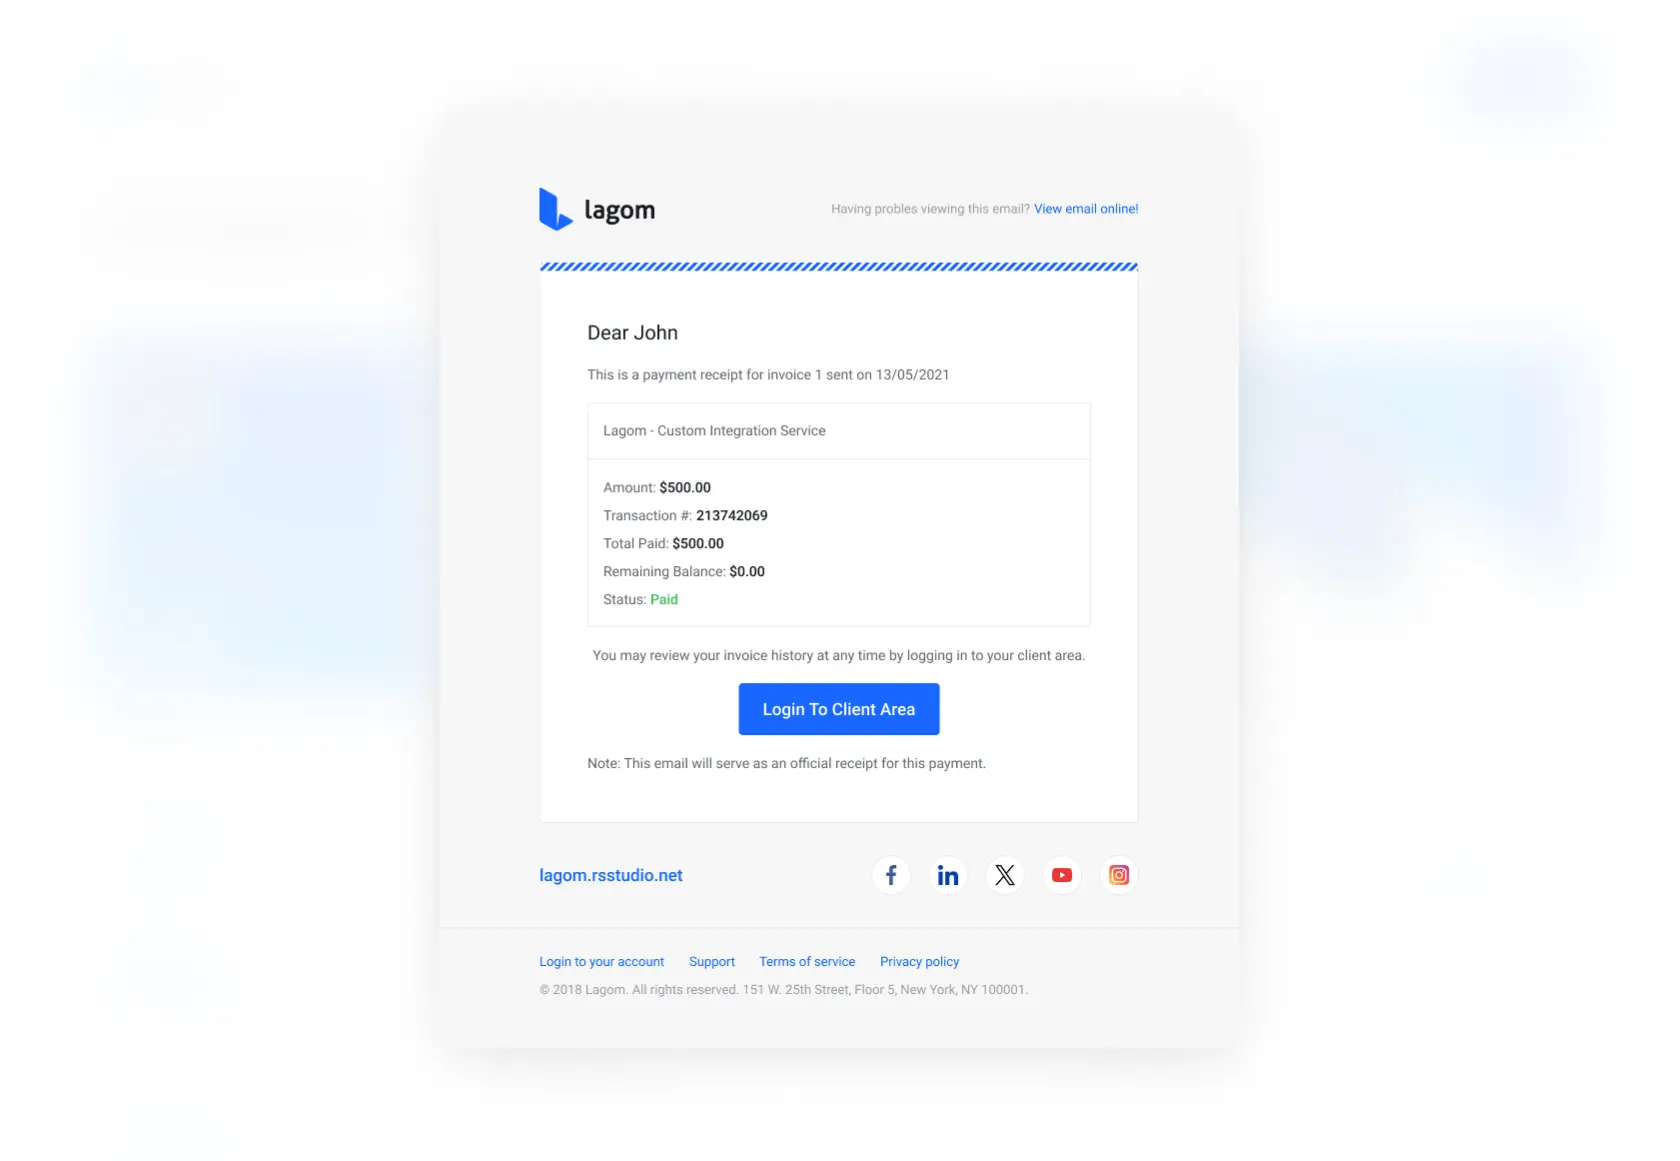 lagom
Having probles viewing this email? View email online!
Dear John
This is a payment receipt for invoice 1 sent on 13/05/2021
Lagom - Custom Integration Service
Amount: $500.00
Transaction #: 213742069
Total Paid: $500.00
Remaining Balance: $0.00
Status: Paid
You may review your invoice history at any time by logging in to your client area.
Login To Client Area
Note: This email will serve as an official receipt for this payment.
lagom.rsstudio.net
Login to your account Support Terms of service Privacy policy
© 2018 Lagom. All rights reserved. 151 W. 25th Street, Floor 5, New York, NY 100001.